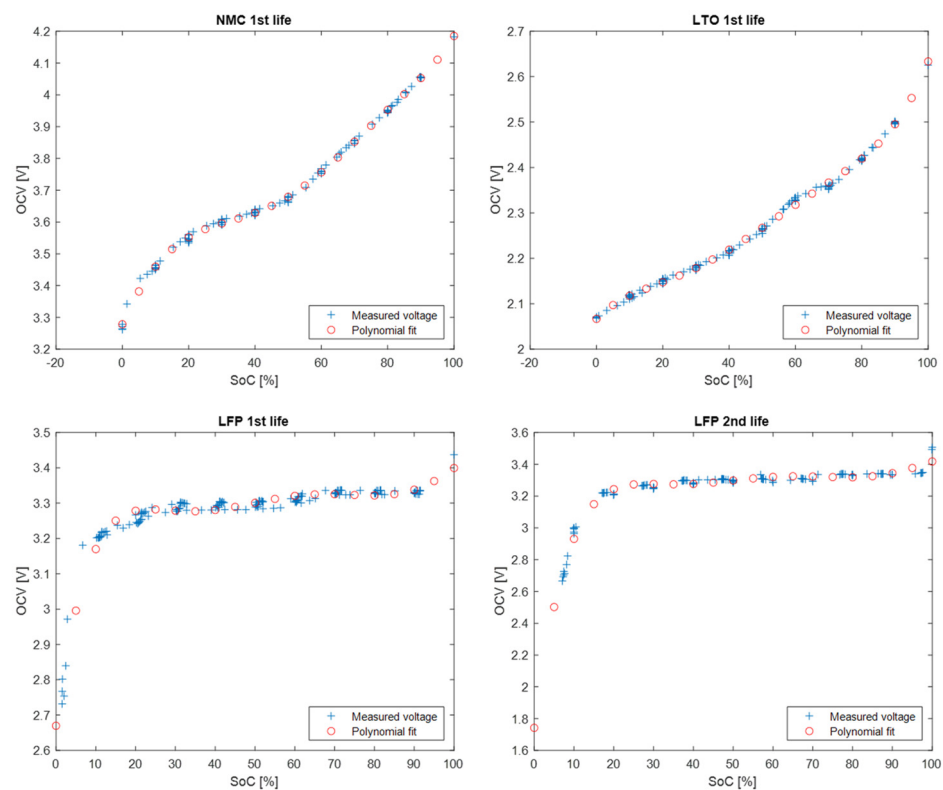 NMC 1st life
4.2
4.1
4
3.9
3.8
3.7
3.6
3.5
3.4
3.3
3.2
OCV [V]
-20 0 20 40 60 80 100
SoC [%]
Measured voltage
Polynomial fit
LTO 1st life
2.7
2.6
2.5
2.4
2.3
2.2
2.1
2
OCV [V]
-20 0 20 40 60 80 100
SoC [%]
Measured voltage
Polynomial fit
LFP 1st life
3.5
3.4
3.3
3.2
3.1
3
2.9
2.8
2.7
2.6
OCV [V]
0 10 20 30 40 50 60 70 80 90 100
SoC [%]
Measured voltage
Polynomial fit
LFP 2nd life
3.6
3.4
3.2
3
2.8
2.6
2.4
2.2
2
1.8
1.6
OCV [V]
0 10 20 30 40 50 60 70 80 90 100
SoC [%]
Measured voltage
Polynomial fit